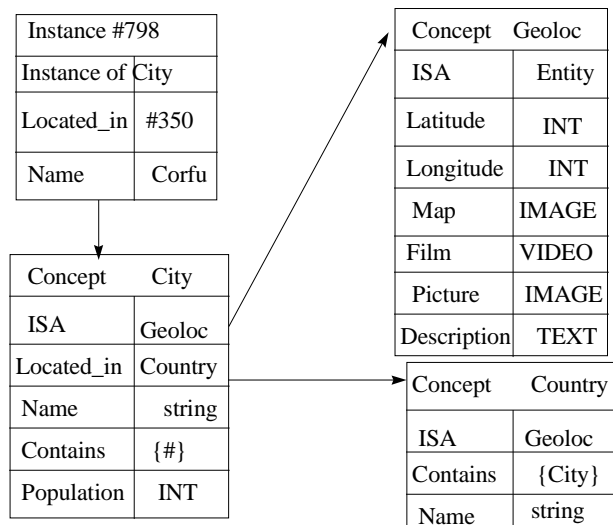 Instance #798
Instance of City
Located_in #350
Name Corfu
Concept City
ISA Geoloc
Located_in Country
Name string
Contains {#}
Population INT
Concept Geoloc
ISA Entity
Latitude INT
Longitude INT
Map IMAGE
Film VIDEO
Picture IMAGE
Description TEXT
Concept Country
ISA Geoloc
Contains {City}
Name string